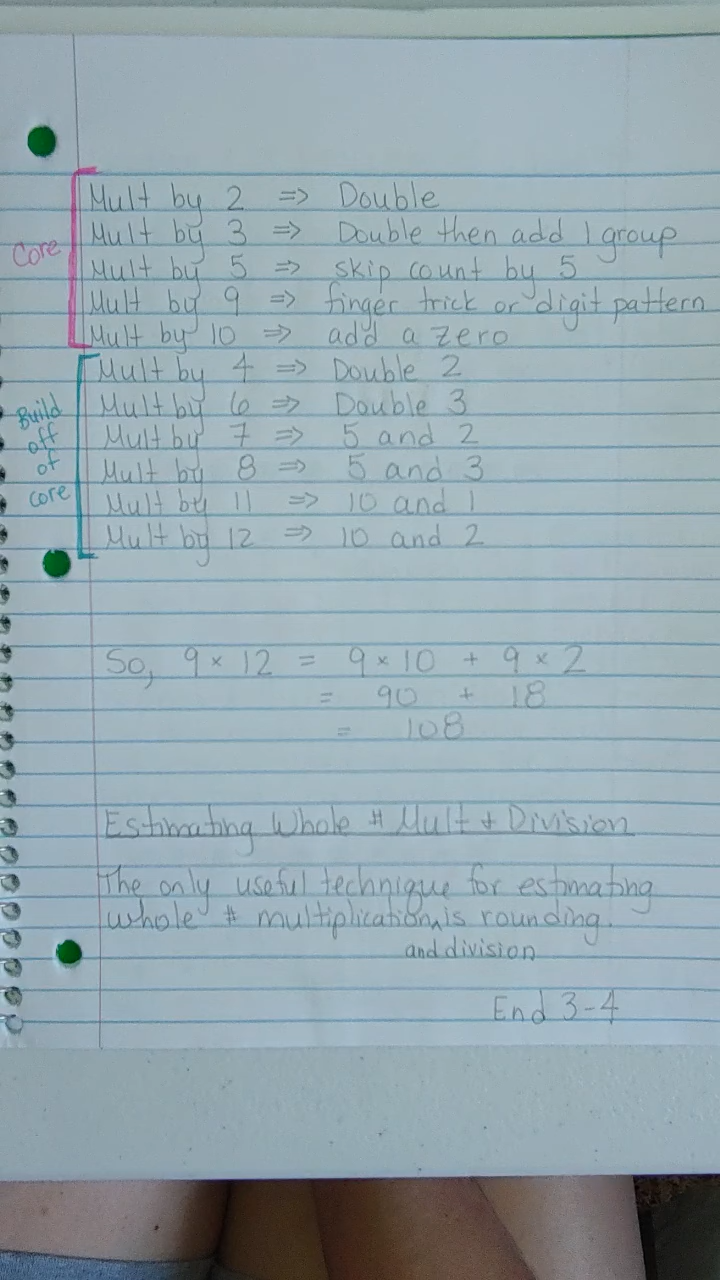 Core
Mult by 2 => Double
Mult by 3 => Double then add 1 group
Mult by 5 => skip count by 5
Mult by 9 => finger trick or digit pattern
Mult by 10 => add a zero
Build
off
of
core
Mult by 4 => Double 2
Mult by 6 => Double 3
Mult by 7 => 5 and 2
Mult by 8 => 5 and 3
Mult by 11 => 10 and 1
Mult by 12 => 10 and 2
So, 9 × 12 = 9 × 10 + 9 × 2
= 90 + 18
= 108
Estimating Whole # Mult + Division
The only useful technique for estimating
whole # multiplication ^ is rounding.
and division
End 3-4